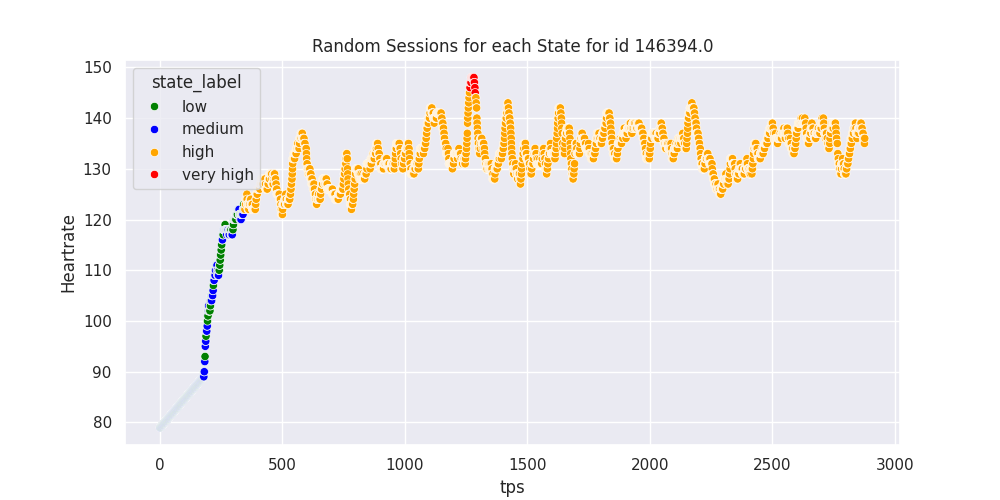 Random Sessions for each State for id 146394.0
state_label
low
medium
high
very high
Heartrate
150
140
130
120
110
100
90
80
0 500 1000 1500 2000 2500 3000
tps